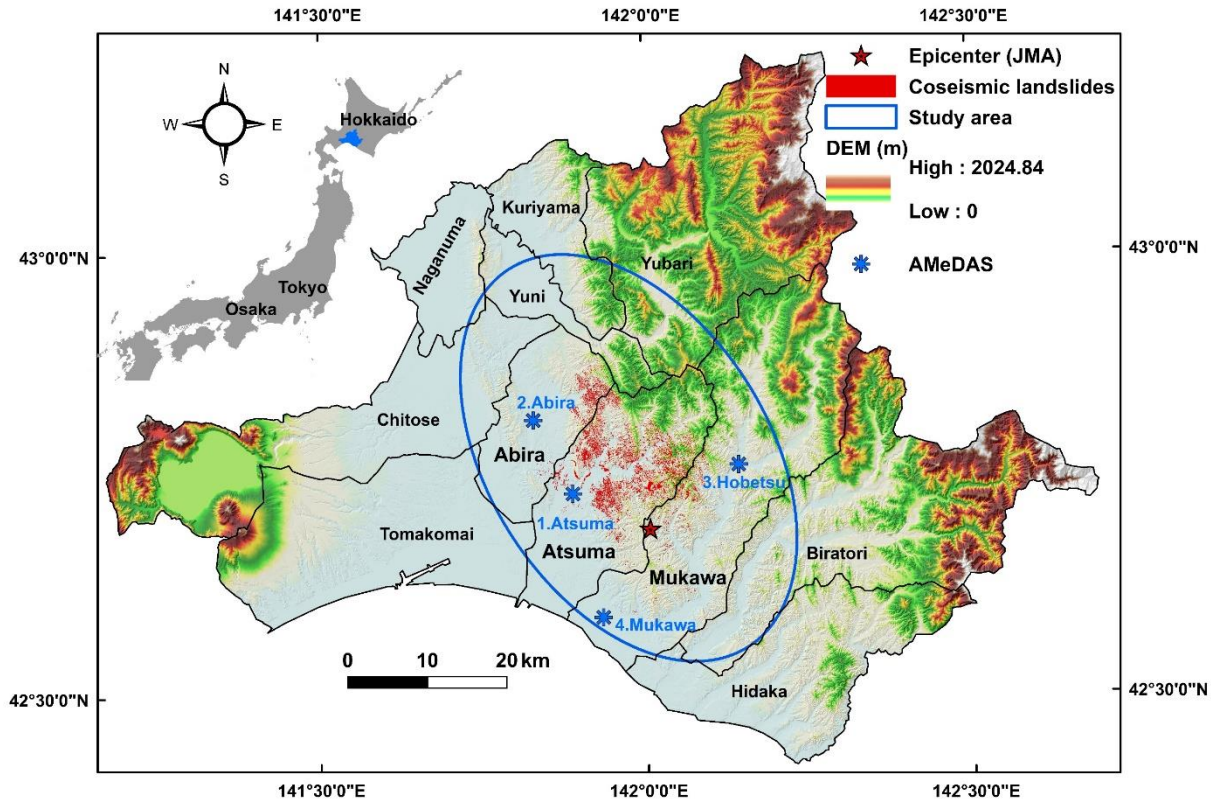 141°30'0"E
142°0'0"E
142°30'0"E
N
W
E
S
Hokkaido
Tokyo
Osaka
Epicenter (JMA)
Coseismic landslides
Study area
DEM (m)
High : 2024.84
Low : 0
AMeDAS
43°0'0"N
43°0'0"N
Kuriyama
Naganuma
Yubari
Yuni
Chitose
2.Abira
Abira
3.Hobetsu
1.Atsuma
Tomakomai
Atsuma
Biratori
Mukawa
4.Mukawa
0 10 20 km
Hidaka
42°30'0"N
42°30'0"N
141°30'0"E
142°0'0"E
142°30'0"E